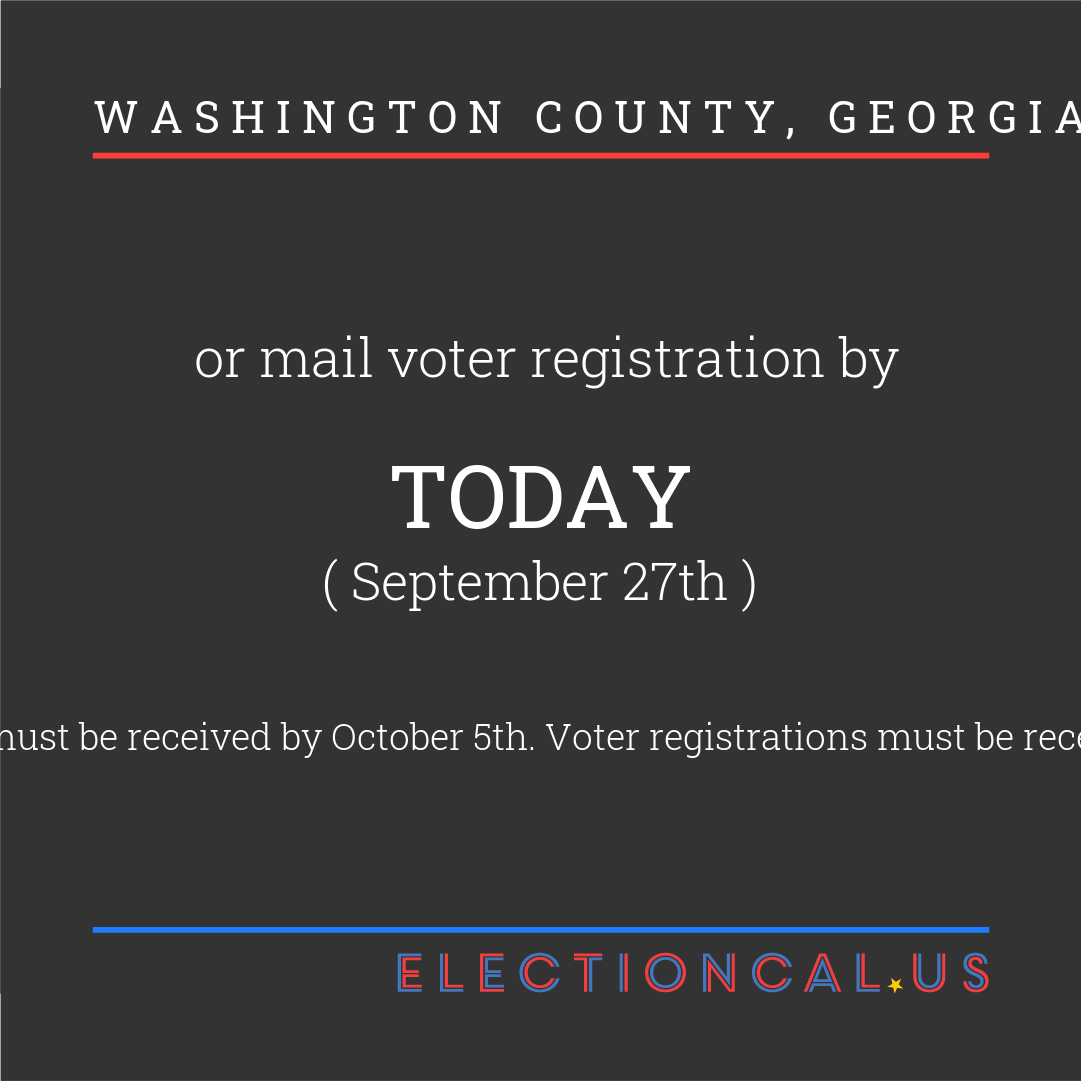 WASHINGTON COUNTY, GEORGIA
or mail voter registration by
TODAY
( September 27th )
must be received by October 5th. Voter registrations must be
ELECTIONCAL.US